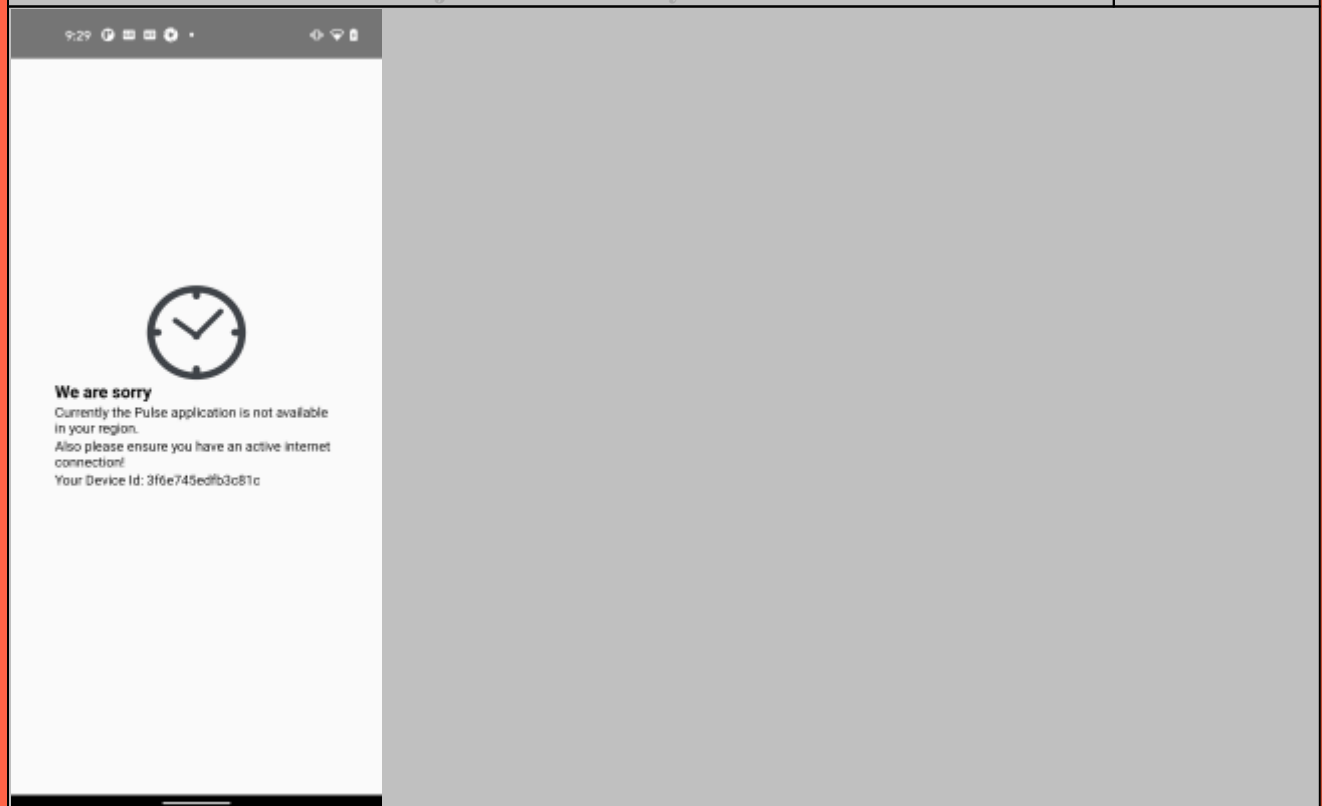 9:29
We are sorry
Currently the Pulse application is not available
in your region.
Also please ensure you have an active internet
connection!
Your Device Id: 3f6e745edfb3c81c